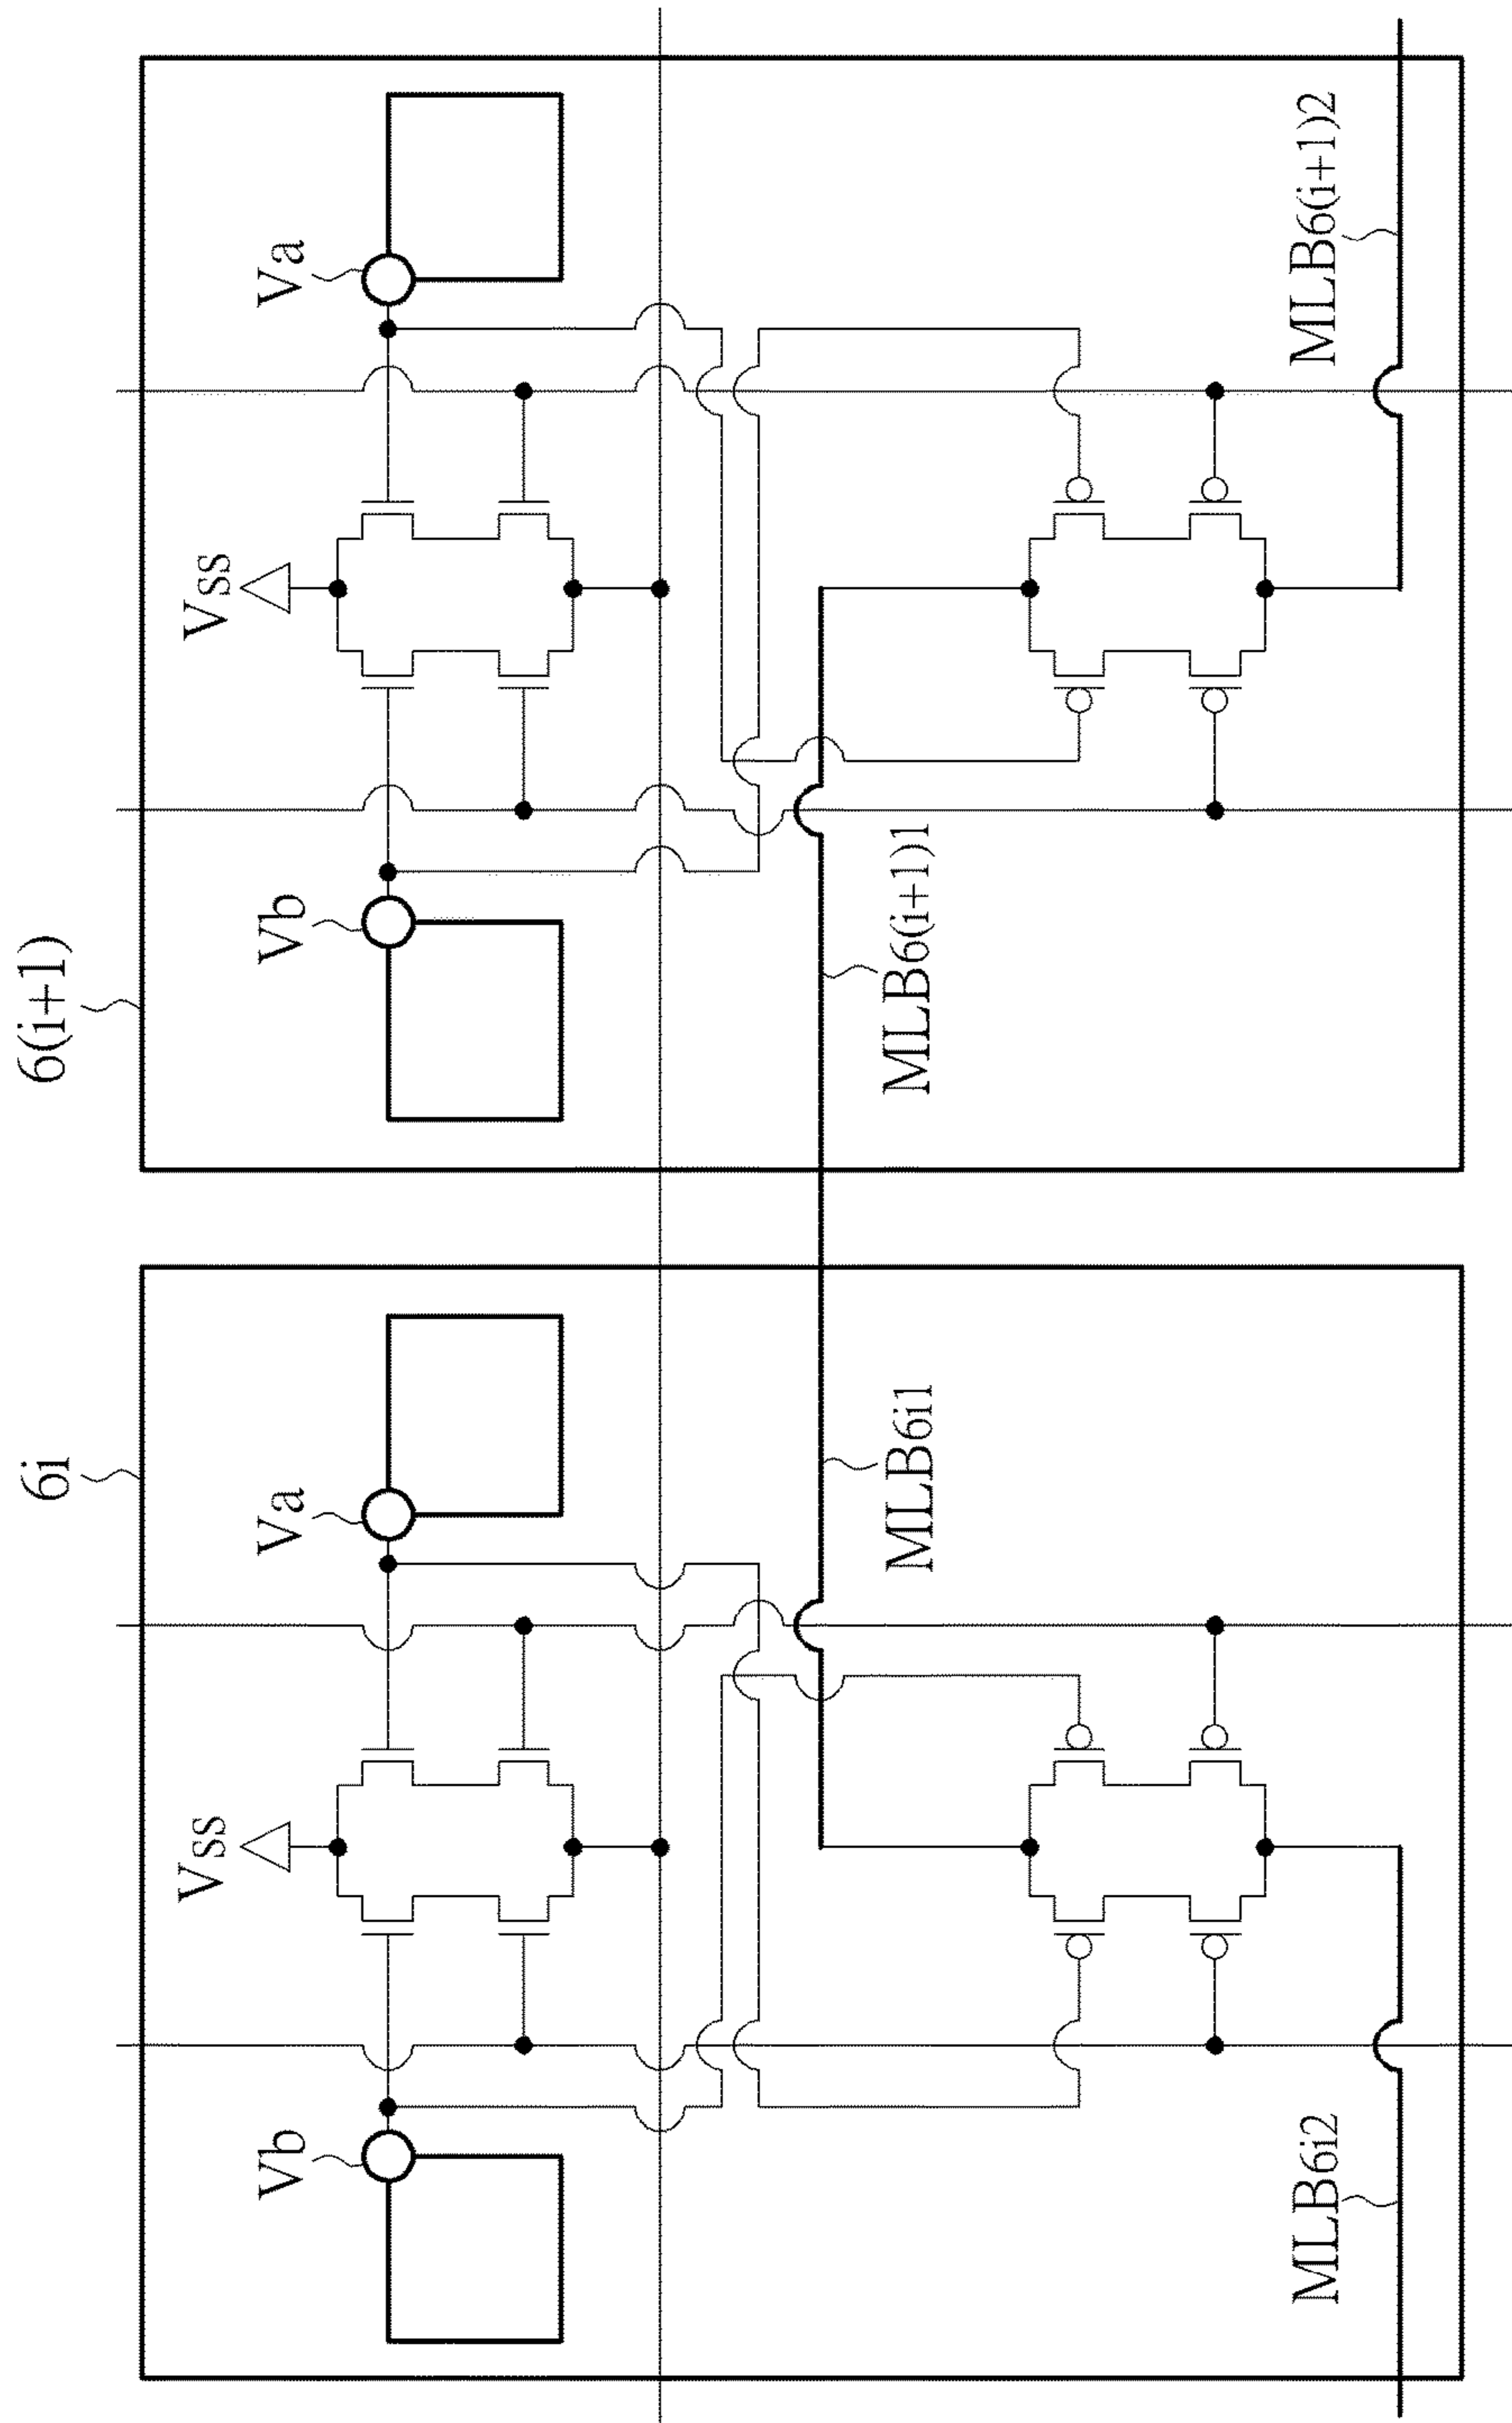 6i
Vb
Vss
Va
MLB6i1
MLB6i2
6(i+1)
Vb
Vss
Va
MLB6(i+1)1
MLB6(i+1)2